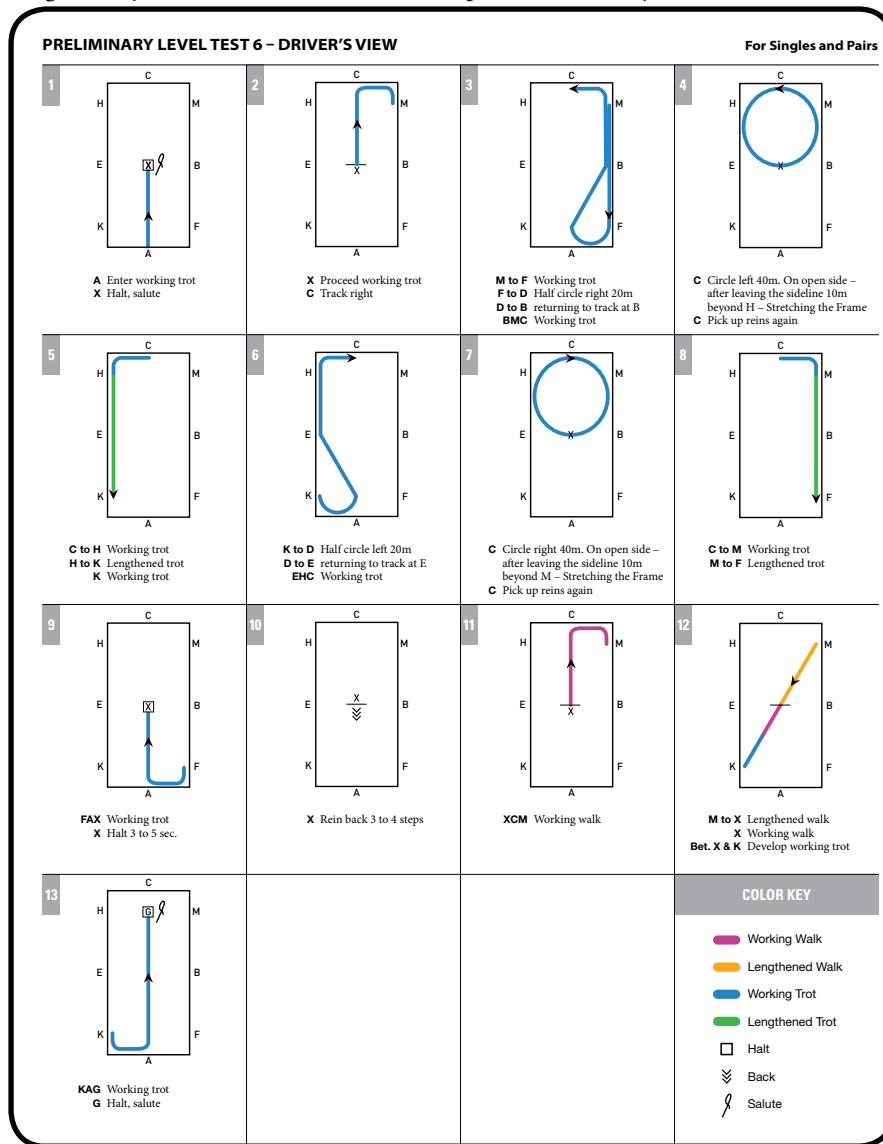 PRELIMINARY LEVEL TEST 6 – DRIVER'S VIEW
For Singles and Pairs
1
C
H
M
X
E
B
K
F
A
A Enter working trot
X Halt, salute
2
C
H
M
E
B
X
K
F
A
X Proceed working trot
C Track right
3
C
H
M
E
B
K
F
A
M to F Working trot
F to D Half circle right 20m
D to B returning to track at B
BMC Working trot
4
C
H
M
E
X
B
K
F
A
C Circle left 40m. On open side –
after leaving the sideline 10m
beyond H – Stretching the Frame
C Pick up reins again
5
C
H
M
E
B
K
F
A
C to H Working trot
H to K Lengthened trot
K Working trot
6
C
H
M
E
B
K
F
A
K to D Half circle left 20m
D to E returning to track at E
EHC Working trot
7
C
H
M
E
X
B
K
F
A
C Circle right 40m. On open side –
after leaving the sideline 10m
beyond M – Stretching the Frame
C Pick up reins again
8
C
H
M
E
B
K
F
A
C to M Working trot
M to F Lengthened trot
9
C
H
M
E
X
B
K
F
A
FAX Working trot
X Halt 3 to 5 sec.
10
C
H
M
X
E
B
K
F
A
X Rein back 3 to 4 steps
11
C
H
M
E
X
B
K
F
A
XCM Working walk
12
C
H
M
E
B
K
F
A
M to X Lengthened walk
X Working walk
Bet. X & K Develop working trot
13
C
H
G
M
E
B
K
F
A
KAG Working trot
G Halt, salute
COLOR KEY
Working Walk
Lengthened Walk
Working Trot
Lengthened Trot
Halt
Back
Salute